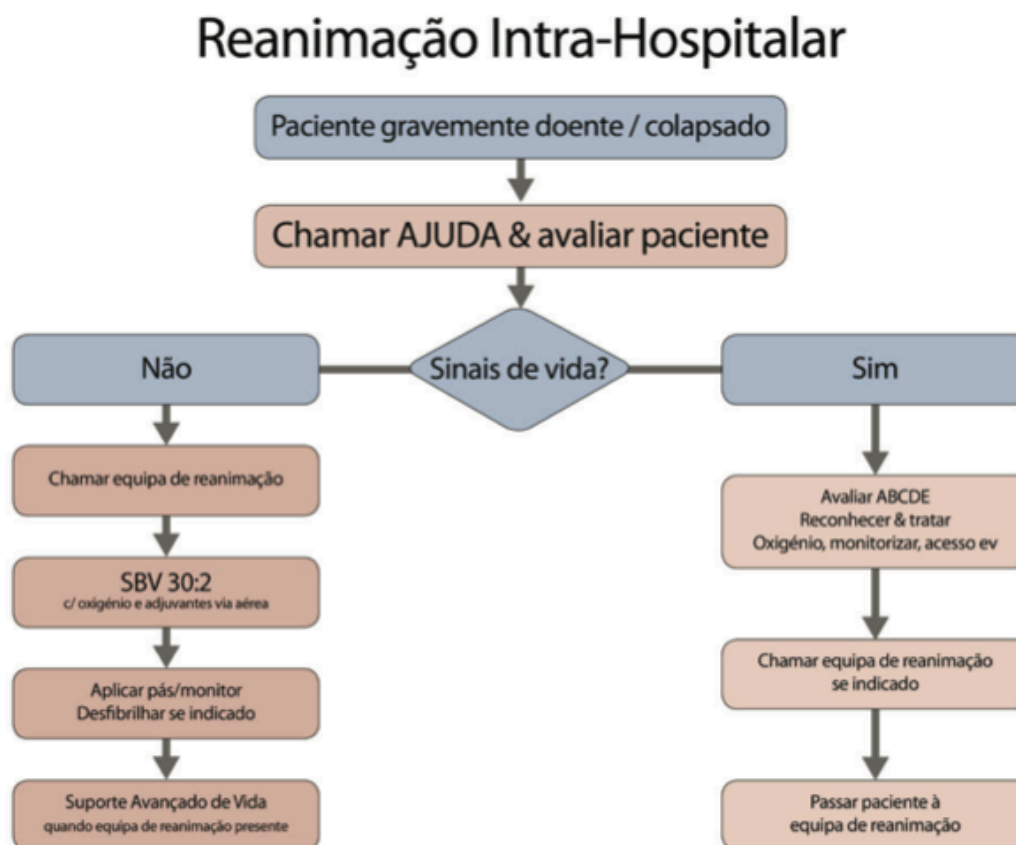 Reanimação Intra-Hospitalar
Paciente gravemente doente / colapsado
Chamar AJUDA & avaliar paciente
Sinais de vida?
Não
Chamar equipa de reanimação
SBV 30:2
c/ oxigénio e adjuvantes via aérea
Aplicar pás/monitor
Desfibrilhar se indicado
Suporte Avançado de Vida
quando equipa de reanimação presente
Sim
Avaliar ABCDE
Reconhecer & tratar
Oxigénio, monitorizar, acesso ev
Chamar equipa de reanimação
se indicado
Passar paciente à
equipa de reanimação